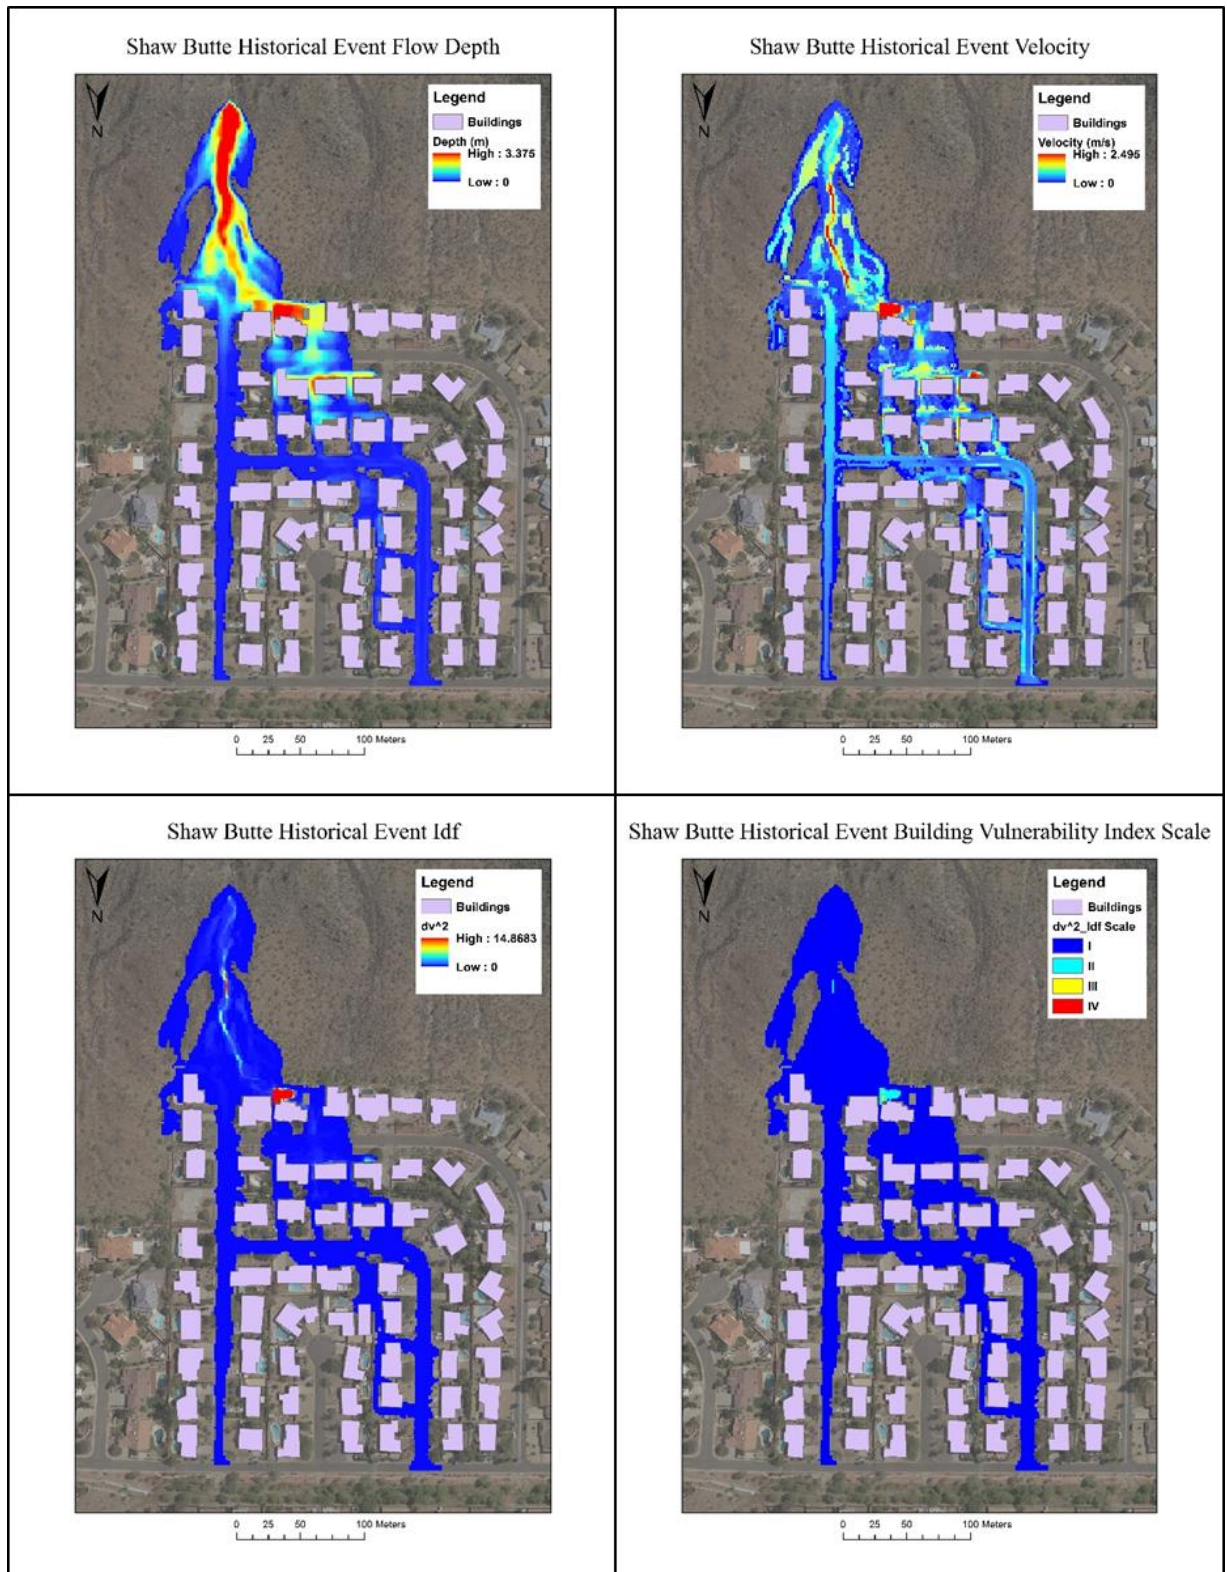 Shaw Butte Historical Event Flow Depth
N
Legend
Buildings
Depth (m)
High : 3.375
Low : 0
0 25 50 100 Meters
Shaw Butte Historical Event Velocity
N
Legend
Buildings
Velocity (m/s)
High : 2.495
Low : 0
0 25 50 100 Meters
Shaw Butte Historical Event Idf
N
Legend
Buildings
dv^2
High : 14.8683
Low : 0
0 25 50 100 Meters
Shaw Butte Historical Event Building Vulnerability Index Scale
N
Legend
Buildings
dv^2_Idf Scale
I
II
III
IV
0 25 50 100 Meters